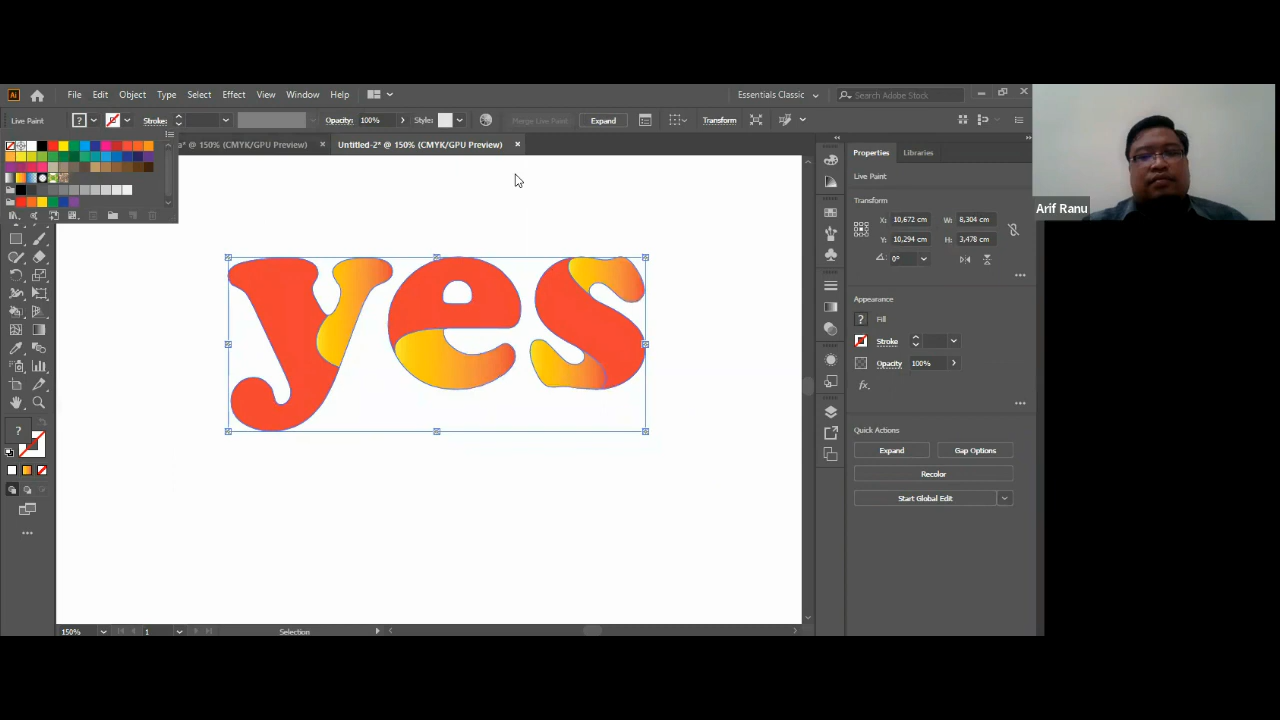 Ai File Edit Object Type Select Effect View Window Help
Essentials Classic
Search Adobe Stock
Live Paint ? Stroke: Opacity: 100% Style: Merge Live Paint Expand Transform
a* @ 150% (CMYK/GPU Preview) × Untitled-2* @ 150% (CMYK/GPU Preview) ×
Properties Libraries
Live Paint
Transform
X: 10,672 cm W: 8,304 cm
Y: 10,294 cm H: 3,478 cm
0°
Appearance
? Fill
Stroke
Opacity 100%
fx
Quick Actions
Expand Gap Options
Recolor
Start Global Edit
yes
?
150% 1 Selection
Arif Ranu